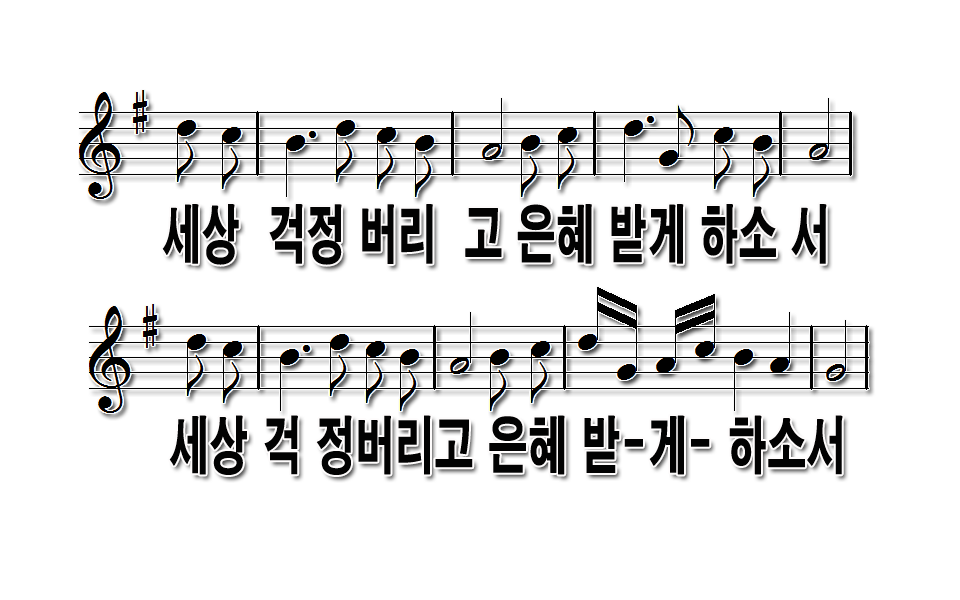 세상 걱정 버리 고 은혜 받게 하소 서
세상 걱 정버리고 은혜 받-게- 하소서